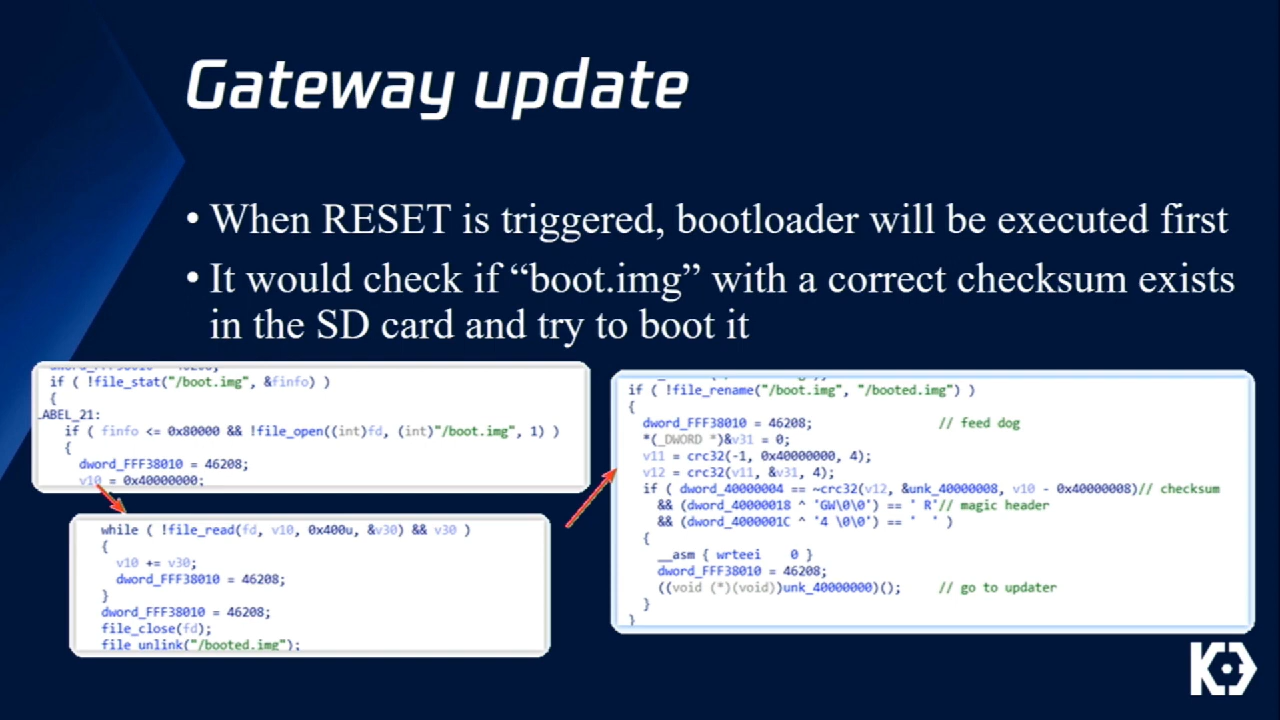 Gateway update
• When RESET is triggered, bootloader will be executed first
• It would check if “boot.img” with a correct checksum exists
in the SD card and try to boot it
if ( !file_stat("/boot.img", &finfo) )
{
LABEL_21:
if ( finfo <= 0x80000 && !file_open((int)fd, (int)"/boot.img", 1) )
{
dword_FFF38010 = 46208;
v10 = 0x40000000;
while ( !file_read(fd, v10, 0x400u, &v30) && v30 )
{
v10 += v30;
dword_FFF38010 = 46208;
}
dword_FFF38010 = 46208;
file_close(fd);
file_unlink("/booted.img");
if ( !file_rename("/boot.img", "/booted.img") )
{
dword_FFF38010 = 46208; // feed dog
*(_DWORD *)&v31 = 0;
v11 = crc32(-1, 0x40000000, 4);
v12 = crc32(v11, &v31, 4);
if ( dword_40000004 == ~crc32(v12, &unk_40000008, v10 - 0x40000008)// checksum
&& (dword_40000018 ^ 'GW\0\0') == ' R'// magic header
&& (dword_4000001C ^ '4 \0\0') == '  ' )
{
__asm { wrteei 0 }
dword_FFF38010 = 46208;
((void (*)(void))unk_40000000)(); // go to updater
}
}